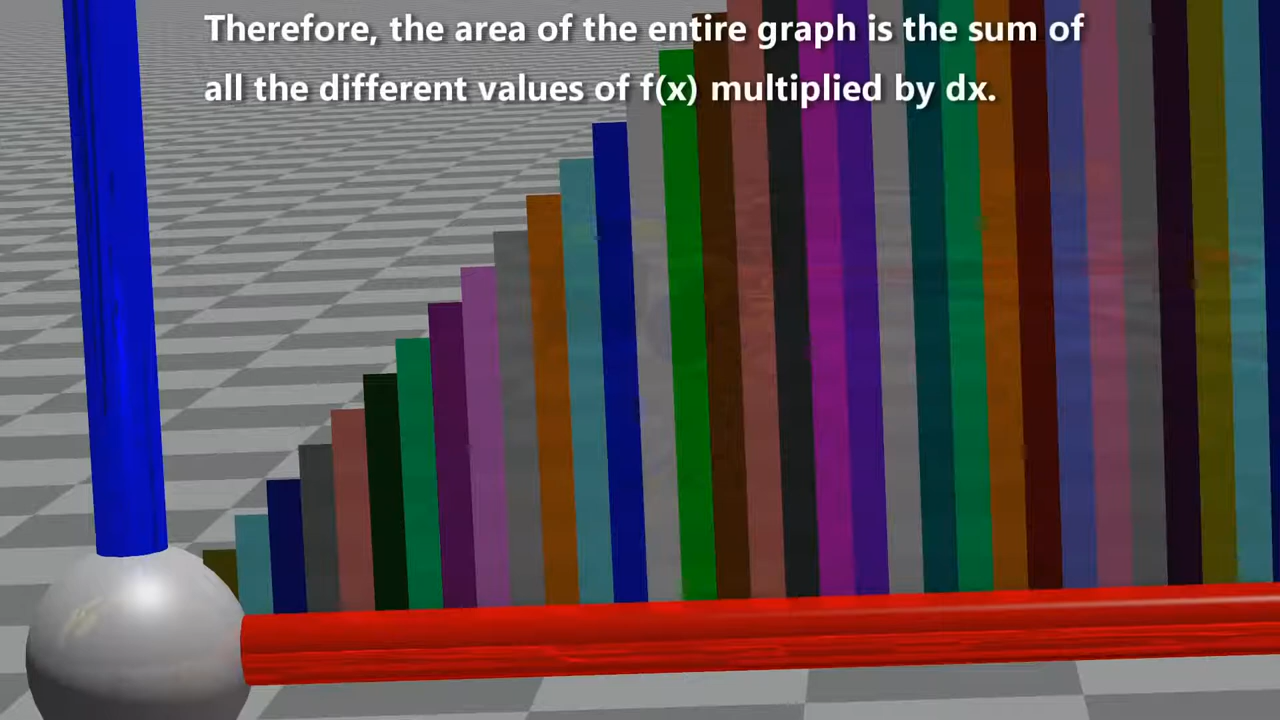 Therefore, the area of the entire graph is the sum of
all the different values of f(x) multiplied by dx.